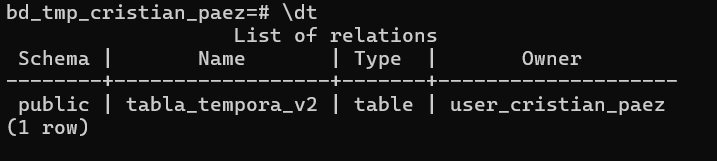 bd_tmp_cristian_paez=# \dt
List of relations
Schema | Name | Type | Owner
--------+------------------+-------+--------------------
public | tabla_tempora_v2 | table | user_cristian_paez
(1 row)